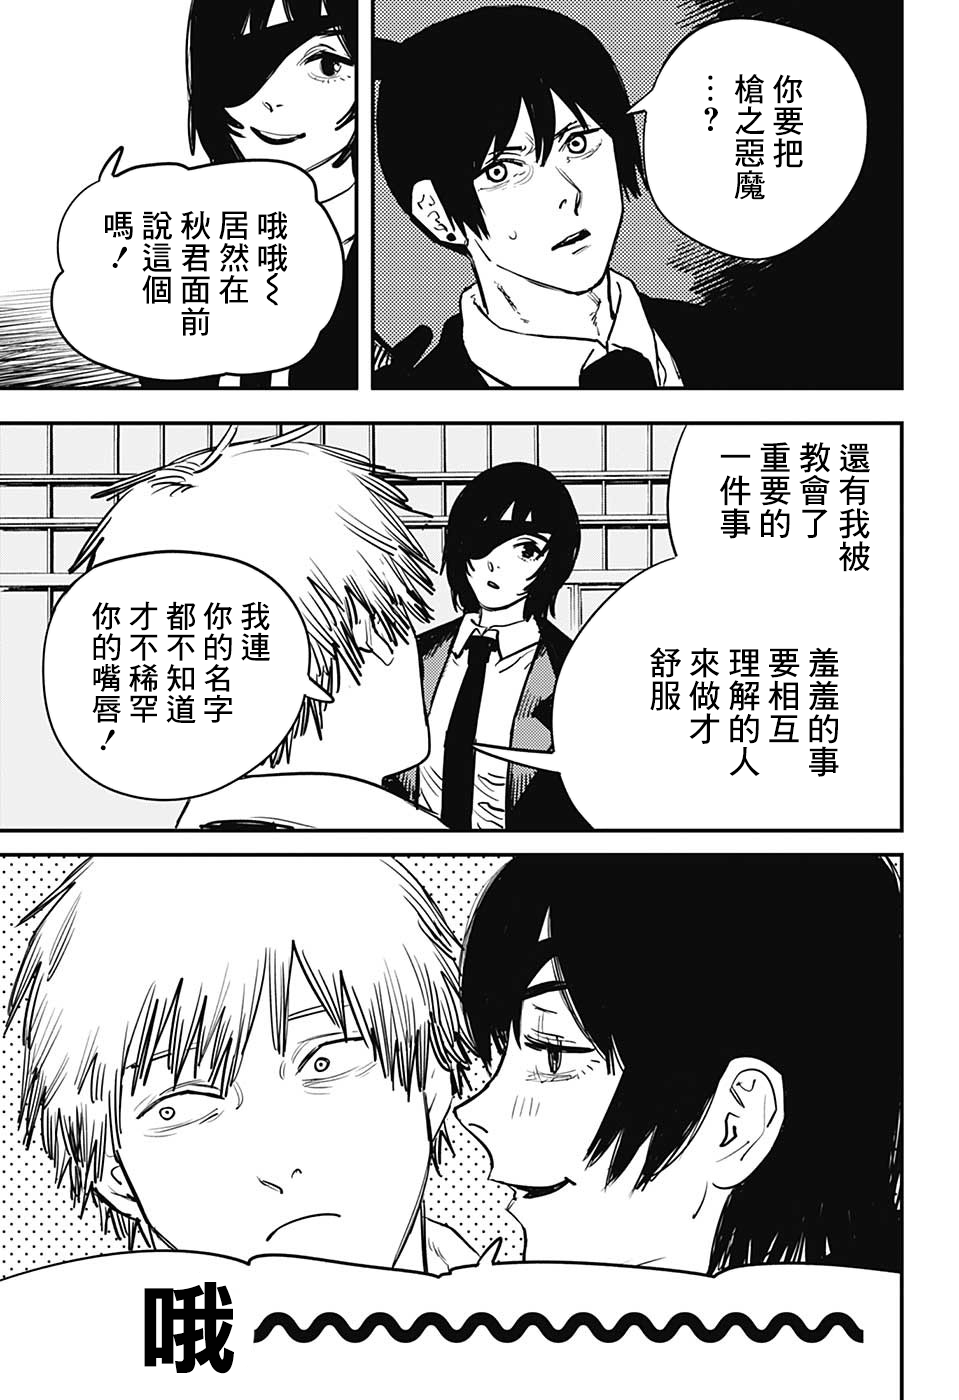 你要把
槍之惡魔
…？
哦哦～
居然在
秋君面前
說這個
嗎！
還有我被
教會了
重要的
一件事
羞羞的事
要相互
理解的人
來做才
舒服
我連
你的名字
都不知道
才不稀罕
你的嘴唇！
哦～